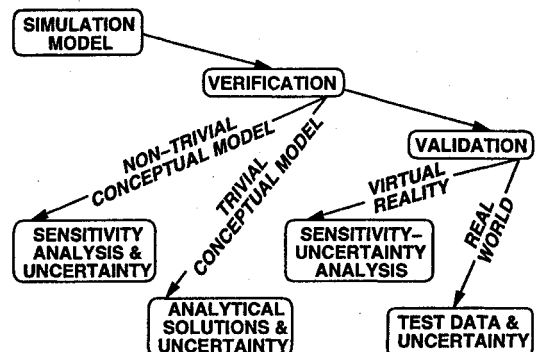 SIMULATION
MODEL
VERIFICATION
NON-TRIVIAL
CONCEPTUAL MODEL
TRIVIAL
CONCEPTUAL MODEL
VALIDATION
VIRTUAL
REALITY
REAL
WORLD
SENSITIVITY
ANALYSIS &
UNCERTAINTY
SENSITIVITY-
UNCERTAINTY
ANALYSIS
ANALYTICAL
SOLUTIONS &
UNCERTAINTY
TEST DATA &
UNCERTAINTY